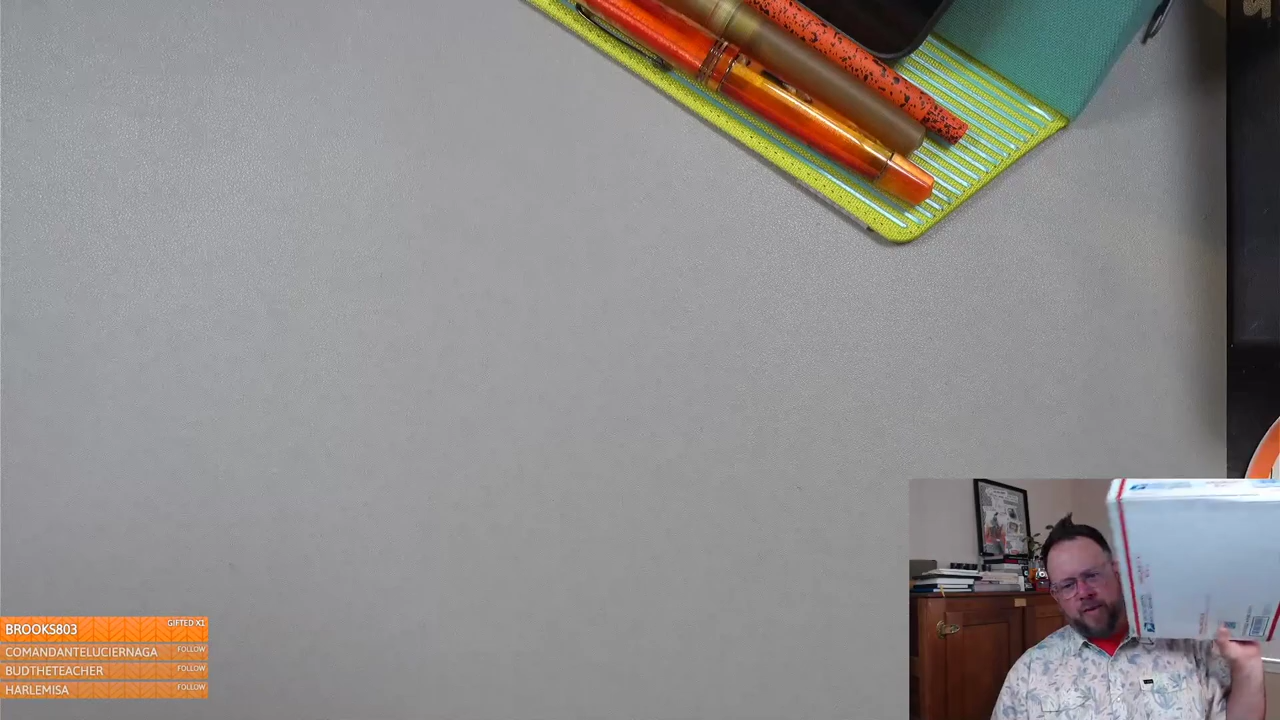 BROOKS803 GIFTED X1
COMANDANTELUCIERNAGA FOLLOW
BUDTHETEACHER FOLLOW
HARLEMISA FOLLOW